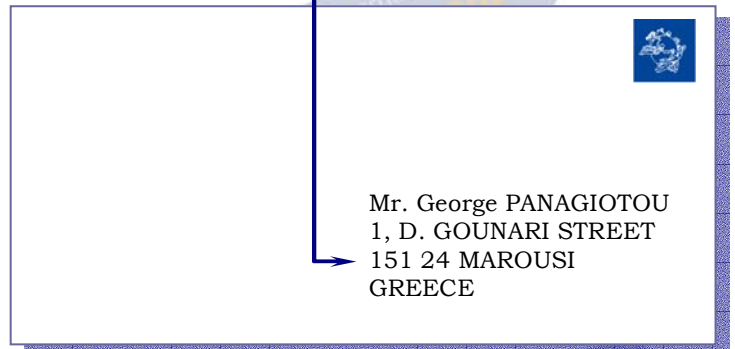 Mr. George PANAGIOTOU
1, D. GOUNARI STREET
151 24 MAROUSI
GREECE